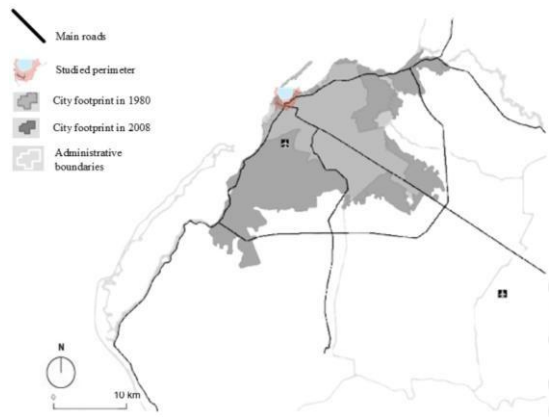 Main roads
Studied perimeter
City footprint in 1980
City footprint in 2008
Administrative
boundaries
N
0
10 km